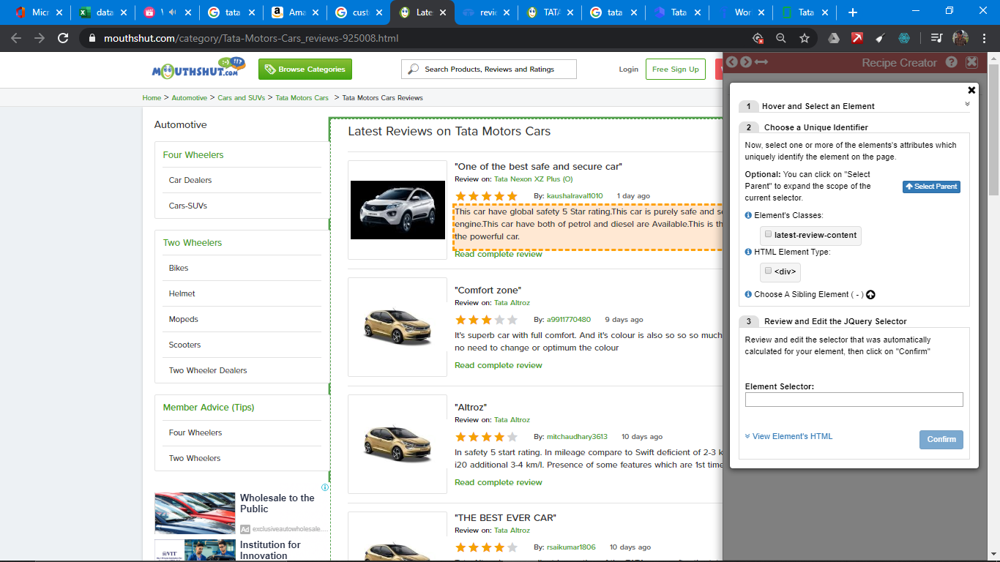 Micr
data
W
tata
Ama
cust
Late
revie
TATA
tata
Tata
Wor
Tata
mouthshut.com/category/Tata-Motors-Cars_reviews-925008.html
MOUTHSHUT.COM
Browse Categories
Search Products, Reviews and Ratings
Login
Free Sign Up
Home > Automotive > Cars and SUVs > Tata Motors Cars > Tata Motors Cars Reviews
Automotive
Four Wheelers
Car Dealers
Cars-SUVs
Two Wheelers
Bikes
Helmet
Mopeds
Scooters
Two Wheeler Dealers
Member Advice (Tips)
Four Wheelers
Two Wheelers
Wholesale to the
Public
Ad exclusiveautowholesale....
VIT
Institution for
Innovation
Latest Reviews on Tata Motors Cars
"One of the best safe and secure car"
Review on: Tata Nexon XZ Plus (O)
By: kaushalraval1010 1 day ago
This car have global safety 5 Star rating.This car is purely safe and se
engine.This car have both of petrol and diesel are Available.This is th
the powerful car.
Read complete review
"Comfort zone"
Review on: Tata Altroz
By: a9911770480 9 days ago
It's superb car with full comfort. And it's colour is also so so so much
no need to change or optimum the colour
Read complete review
"Altroz"
Review on: Tata Altroz
By: mitchaudhary3613 10 days ago
In safety 5 start rating. In mileage compare to Swift deficient of 2-3 k
i20 additional 3-4 km/l. Presence of some features which are 1st time
Read complete review
"THE BEST EVER CAR"
Review on: Tata Altroz
By: rsaikumar1806 10 days ago
Recipe Creator
1 Hover and Select an Element
2 Choose a Unique Identifier
Now, select one or more of the elements's attributes which
uniquely identify the element on the page.
Optional: You can click on "Select
Parent" to expand the scope of the
current selector.
Select Parent
Element's Classes:
latest-review-content
HTML Element Type:
<div>
Choose A Sibling Element ( - )
3 Review and Edit the JQuery Selector
Review and edit the selector that was automatically
calculated for your element, then click on "Confirm"
Element Selector:
View Element's HTML
Confirm